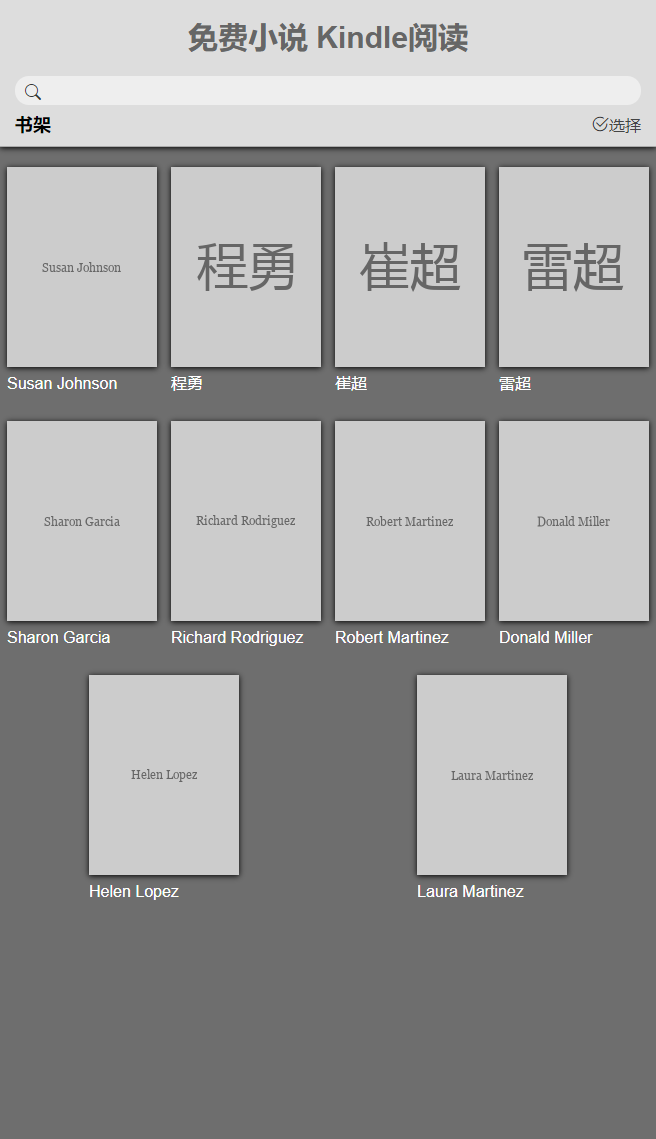 免费小说 Kindle阅读
书架
选择
Susan Johnson
程勇
崔超
雷超
Susan Johnson
程勇
崔超
雷超
Sharon Garcia
Richard Rodriguez
Robert Martinez
Donald Miller
Sharon Garcia
Richard Rodriguez
Robert Martinez
Donald Miller
Helen Lopez
Laura Martinez
Helen Lopez
Laura Martinez